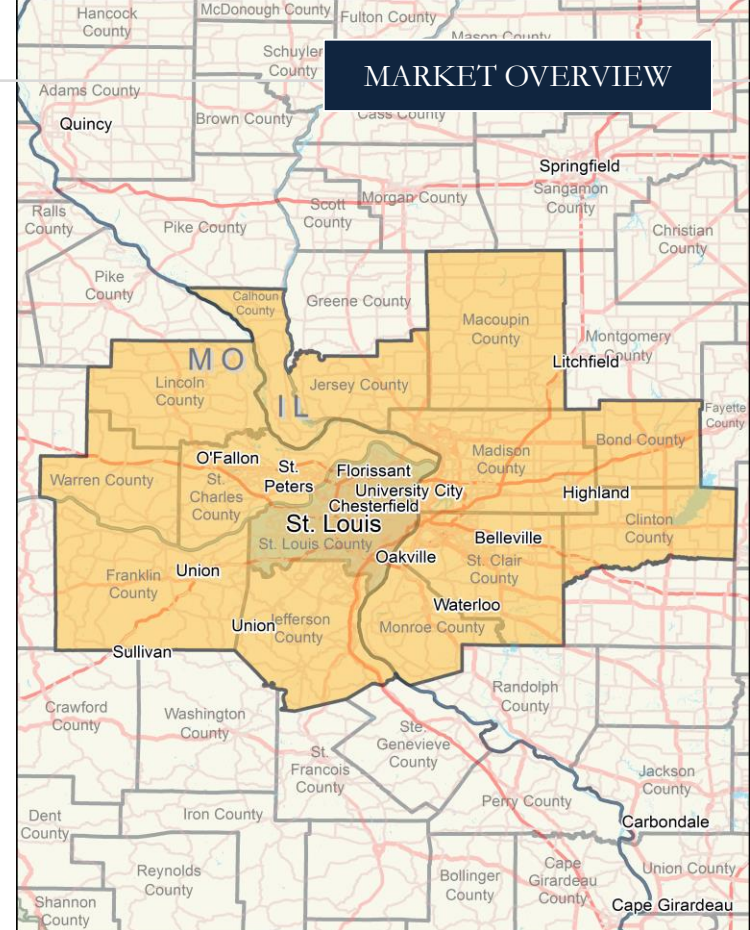 Hancock
County
McDonough County
Fulton County
Mason County
Schuyler
County
MARKET OVERVIEW
Adams County
Quincy
Brown County
Cass County
Springfield
Sangamon
County
Morgan County
Scott
County
Ralls
County
Pike County
Christian
County
Pike
County
Calhoun
County
Greene County
Macoupin
County
Montgomery
County
Litchfield
MO
Lincoln
County
Jersey County
IL
Fayette
County
Bond County
Madison
County
O'Fallon
St.
Peters
Florissant
Warren County
St.
Charles
County
University City
Highland
Chesterfield
St. Louis
St. Louis County
Clinton
County
Belleville
Oakville
St. Clair
County
Franklin
County
Union
Waterloo
Union
Jefferson
County
Monroe County
Sullivan
Randolph
County
Crawford
County
Washington
County
Ste.
Genevieve
County
St.
Francois
County
Jackson
County
Perry County
Carbondale
Dent
County
Iron County
Reynolds
County
Bollinger
County
Cape
Girardeau
County
Union County
Shannon
County
Cape Girardeau